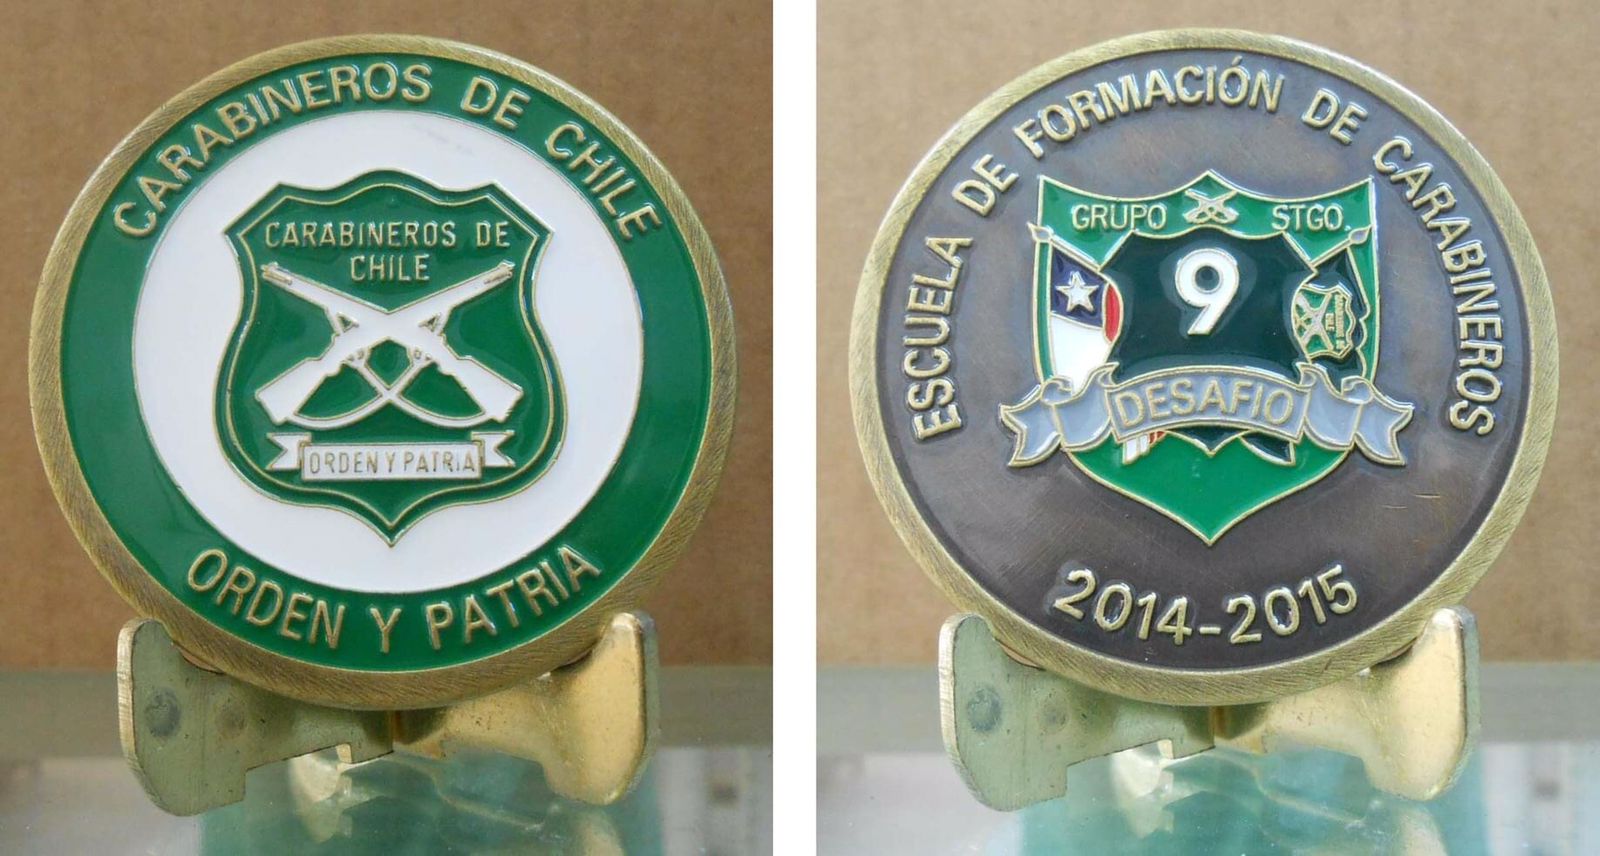 CARABINEROS DE CHILE
CARABINEROS DE
CHILE
ORDEN Y PATRIA
ORDEN Y PATRIA
ESCUELA DE FORMACIÓN DE CARABINEROS
GRUPO STGO.
9
DESAFIO
2014-2015